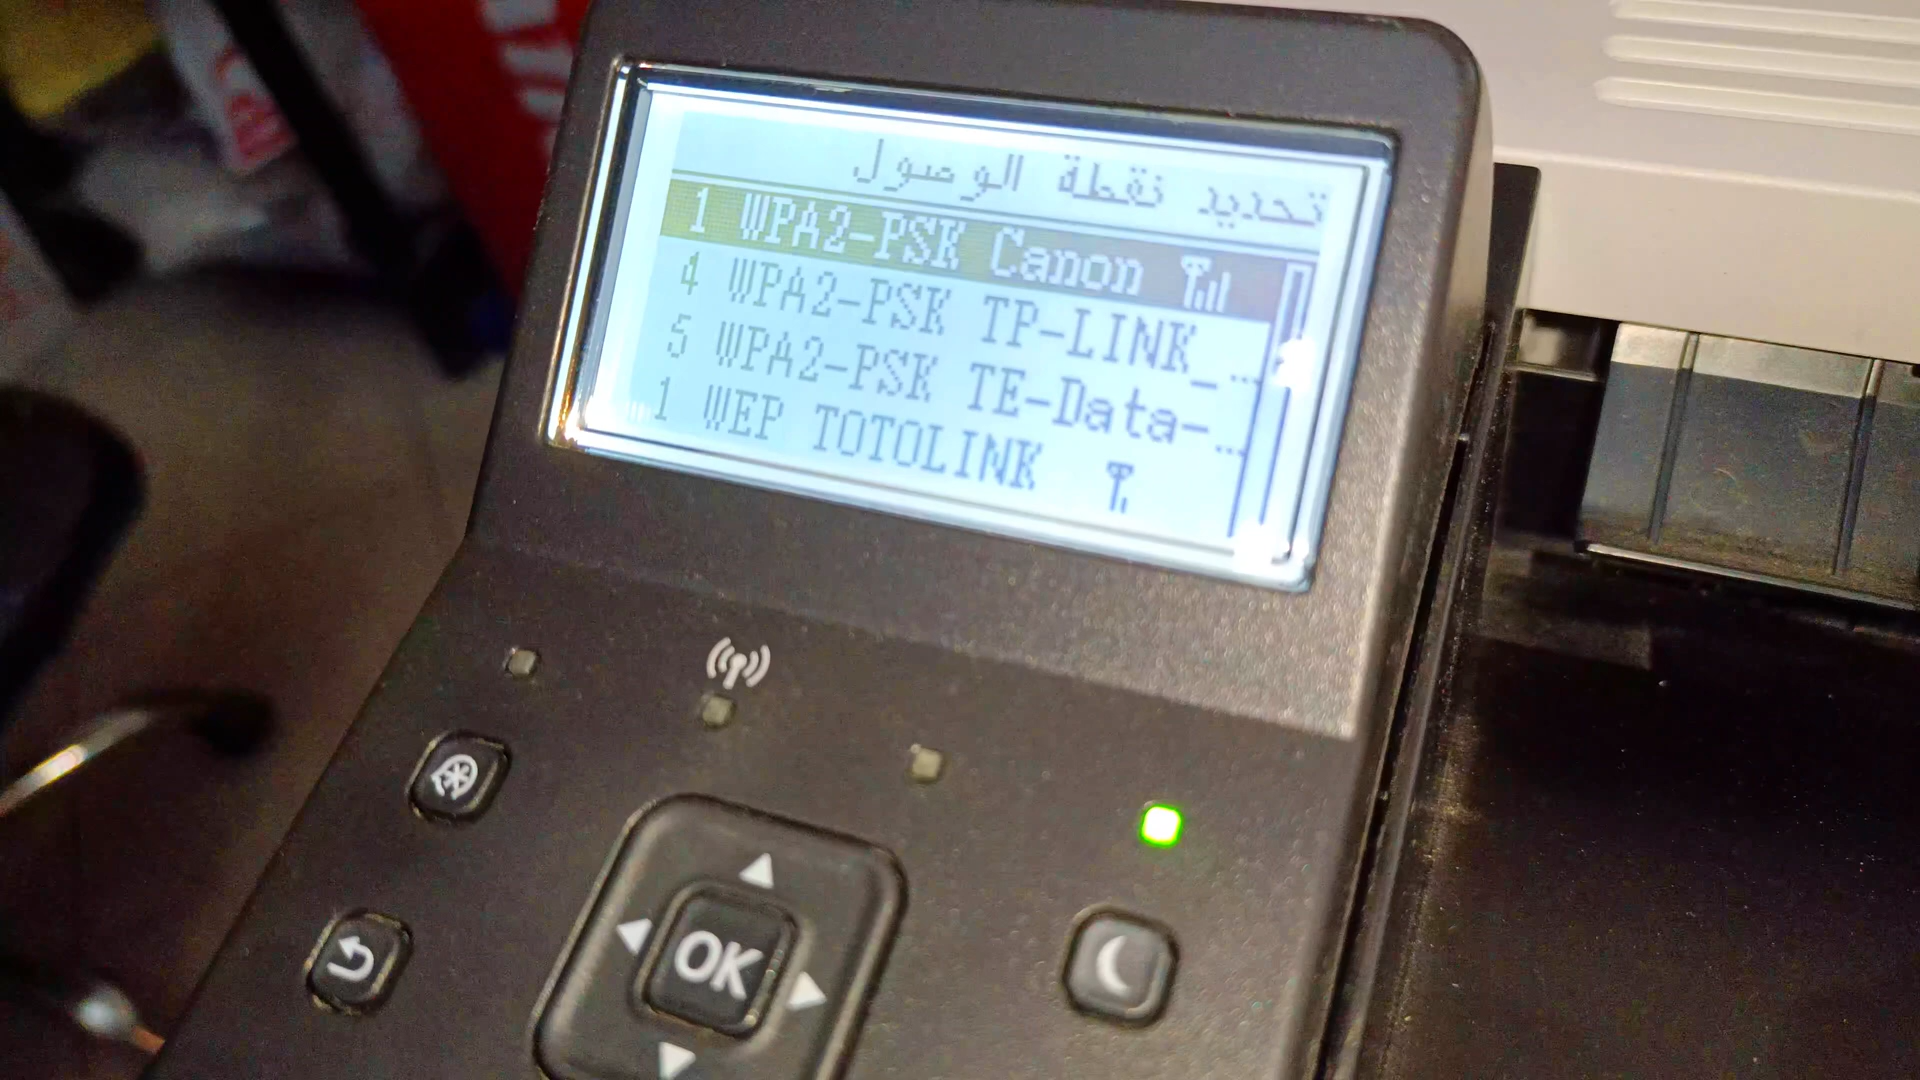 تحديد نقطة الوصول
1 WPA2-PSK Canon
4 WPA2-PSK TP-LINK_...
5 WPA2-PSK TE-Data-...
1 WEP TOTOLINK
OK